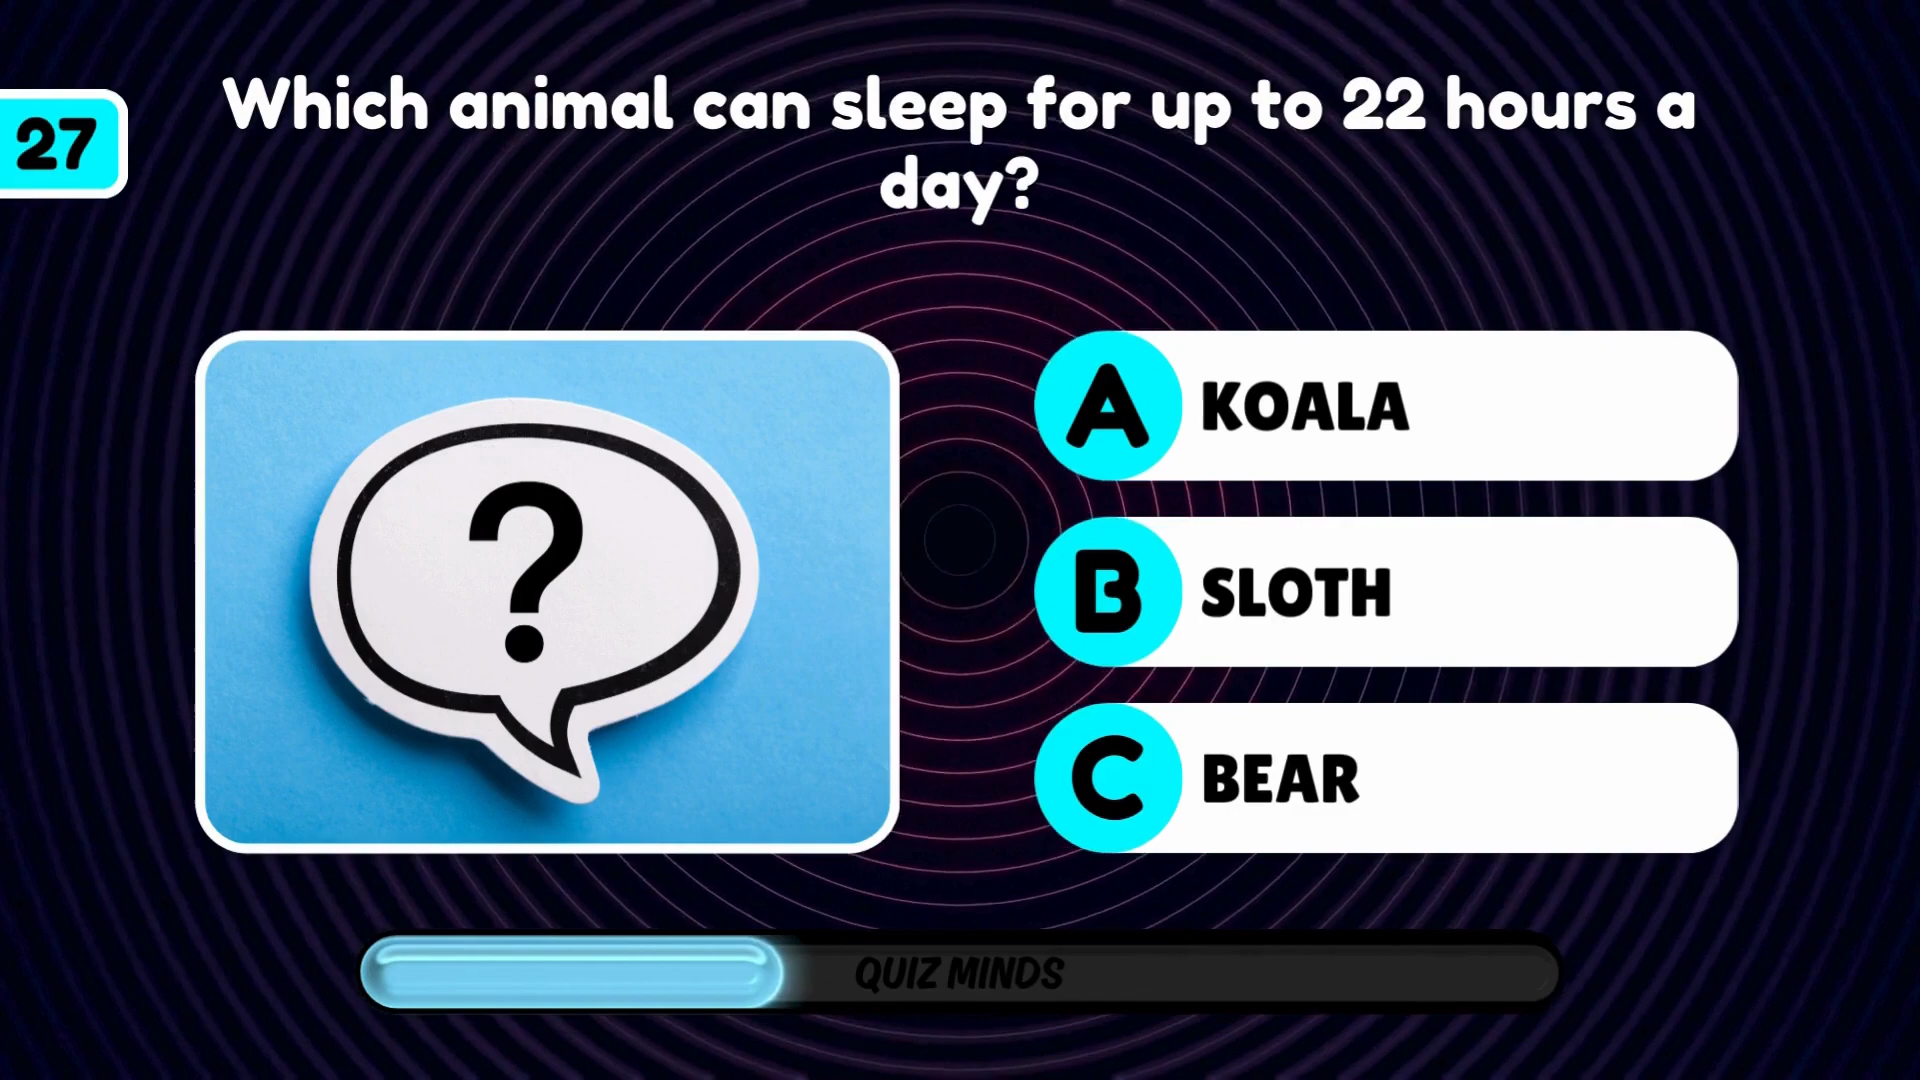 27
Which animal can sleep for up to 22 hours a
day?
?
A KOALA
B SLOTH
C BEAR
QUIZ MINDS